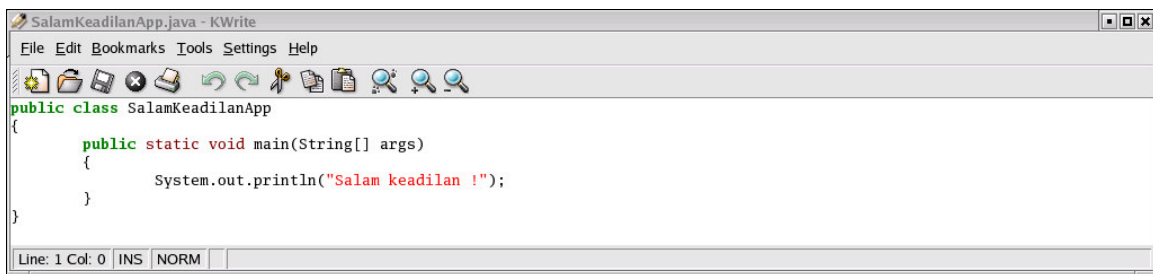 SalamKeadilanApp.java - KWrite
File Edit Bookmarks Tools Settings Help
public class SalamKeadilanApp
{
        public static void main(String[] args)
        {
                System.out.println("Salam keadilan !");
        }
}
Line: 1 Col: 0 INS NORM